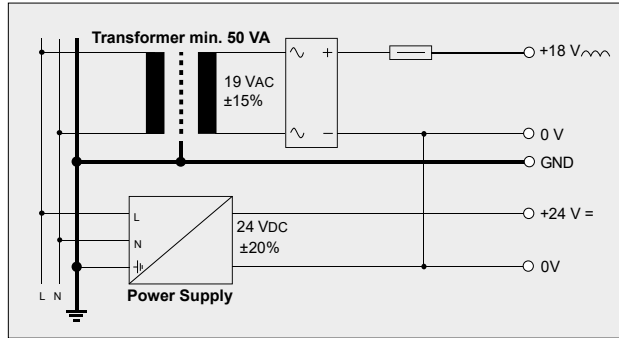 Transformer min. 50 VA
19 VAC
±15%
∿ +
∿ −
+18 V
0 V
GND
L
N
24 VDC
±20%
+24 V =
0V
Power Supply
L N